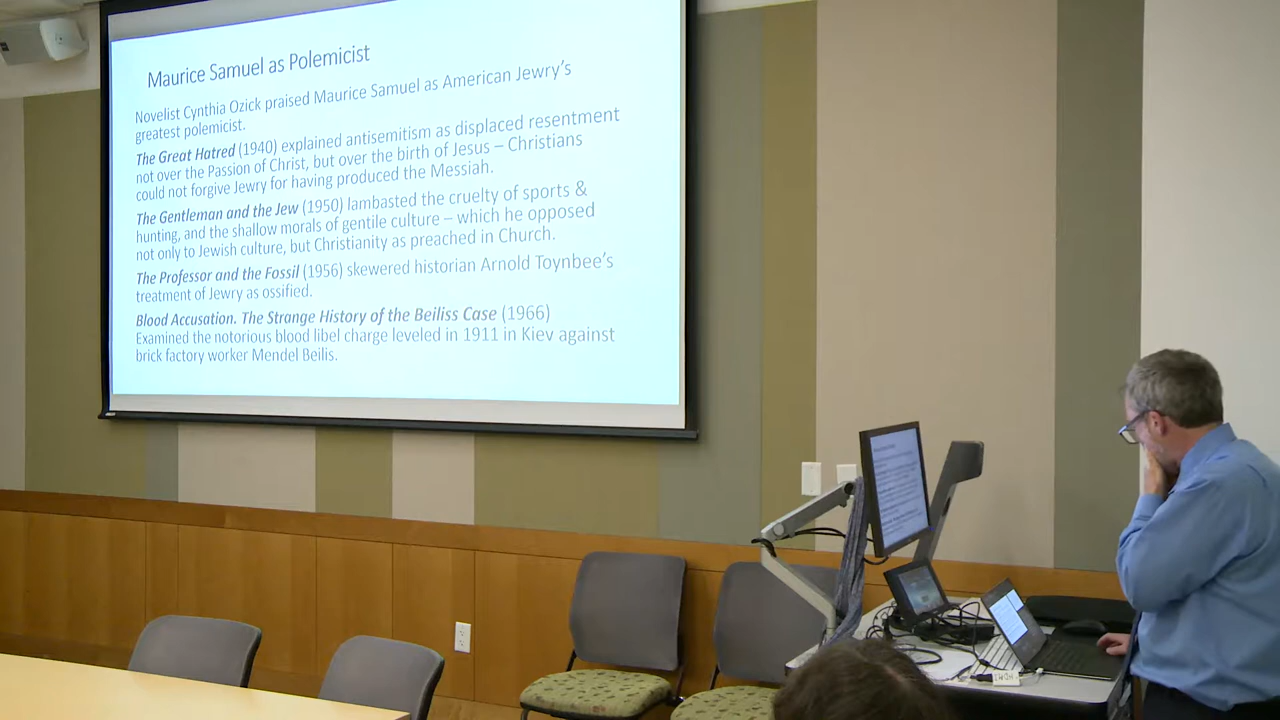 Maurice Samuel as Polemicist
Novelist Cynthia Ozick praised Maurice Samuel as American Jewry's
greatest polemicist.
The Great Hatred (1940) explained antisemitism as displaced resentment
not over the Passion of Christ, but over the birth of Jesus – Christians
could not forgive Jewry for having produced the Messiah.
The Gentleman and the Jew (1950) lambasted the cruelty of sports &
hunting, and the shallow morals of gentile culture – which he opposed
not only to Jewish culture, but Christianity as preached in Church.
The Professor and the Fossil (1956) skewered historian Arnold Toynbee's
treatment of Jewry as ossified.
Blood Accusation. The Strange History of the Beiliss Case (1966)
Examined the notorious blood libel charge leveled in 1911 in Kiev against
brick factory worker Mendel Beilis.